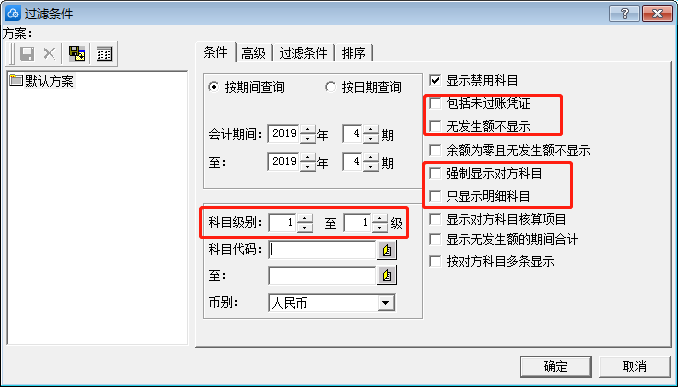 过滤条件
方案：
默认方案
条件 高级 过滤条件 排序
按期间查询 按日期查询
会计期间： 2019 年 4 期
至： 2019 年 4 期
科目级别： 1 至 1 级
科目代码：
至：
币别： 人民币
显示禁用科目
包括未过账凭证
无发生额不显示
余额为零且无发生额不显示
强制显示对方科目
只显示明细科目
显示对方科目核算项目
显示无发生额的期间合计
按对方科目多条显示
确定 取消